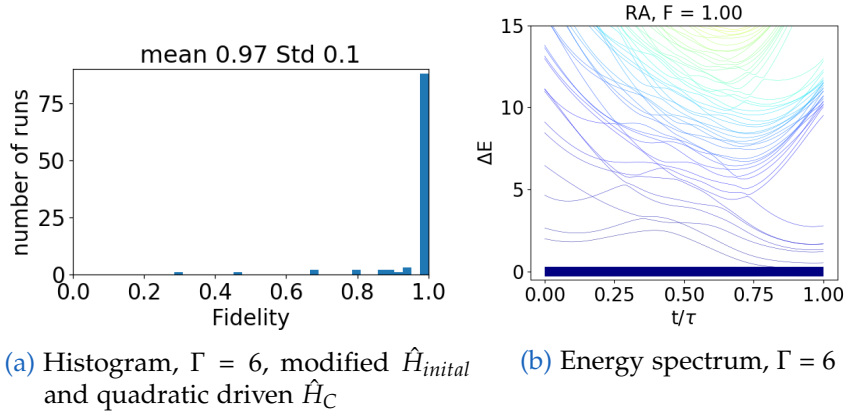 mean 0.97 Std 0.1
number of runs
75
50
25
0
0.0 0.2 0.4 0.6 0.8 1.0
Fidelity
(a) Histogram, Γ = 6, modified Ĥinital
and quadratic driven ĤC
RA, F = 1.00
ΔE
15
10
5
0
0.00 0.25 0.50 0.75 1.00
t/τ
(b) Energy spectrum, Γ = 6